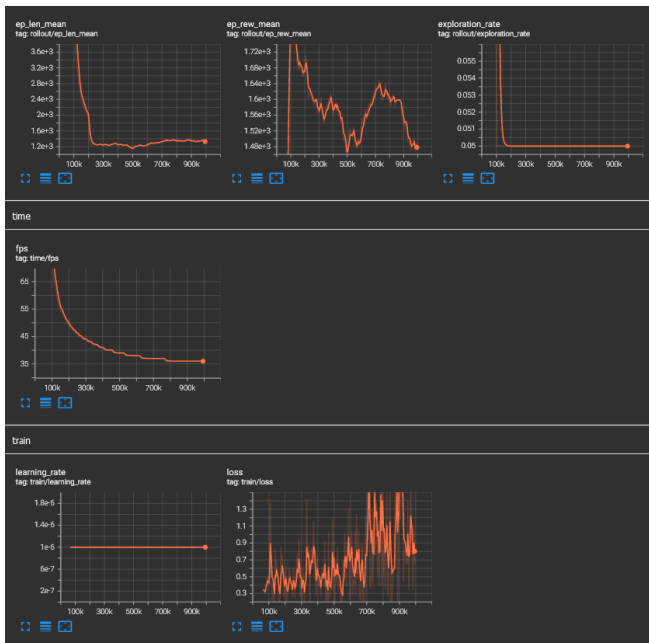 ep_len_mean
tag: rollout/ep_len_mean
3.6e+3
3.2e+3
2.8e+3
2.4e+3
2e+3
1.6e+3
1.2e+3
100k 300k 500k 700k 900k
ep_rew_mean
tag: rollout/ep_rew_mean
1.72e+3
1.68e+3
1.64e+3
1.6e+3
1.56e+3
1.52e+3
1.48e+3
100k 300k 500k 700k 900k
exploration_rate
tag: rollout/exploration_rate
0.055
0.054
0.053
0.052
0.051
0.05
100k 300k 500k 700k 900k
time
fps
tag: time/fps
65
55
45
35
100k 300k 500k 700k 900k
train
learning_rate
tag: train/learning_rate
1.8e-6
1.4e-6
1e-6
6e-7
2e-7
100k 300k 500k 700k 900k
loss
tag: train/loss
1.3
1.1
0.9
0.7
0.5
0.3
100k 300k 500k 700k 900k